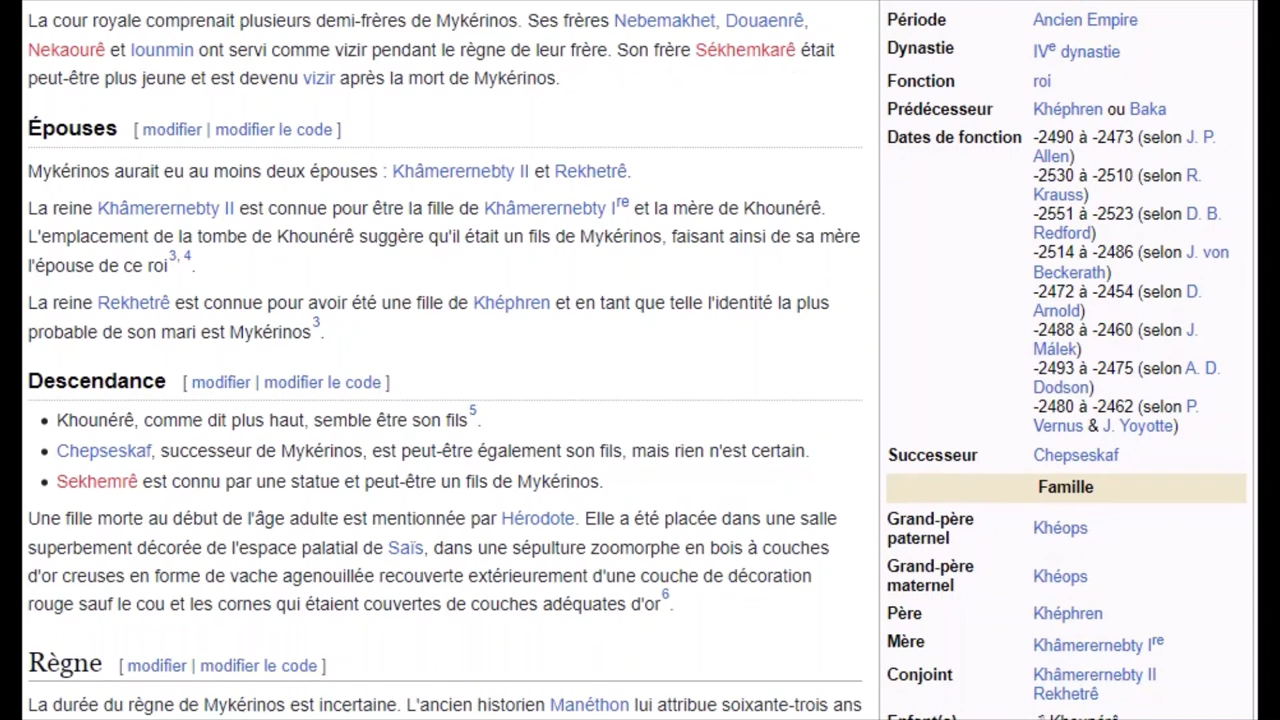 La cour royale comprenait plusieurs demi-frères de Mykérinos. Ses frères Nebemakhet, Douaenrê,
Nekaourê et Iounmin ont servi comme vizir pendant le règne de leur frère. Son frère Sékhemkarê était
peut-être plus jeune et est devenu vizir après la mort de Mykérinos.
Épouses [ modifier | modifier le code ]
Mykérinos aurait eu au moins deux épouses : Khâmerernebty II et Rekhetrê.
La reine Khâmerernebty II est connue pour être la fille de Khâmerernebty Ire et la mère de Khounérê.
L'emplacement de la tombe de Khounérê suggère qu'il était un fils de Mykérinos, faisant ainsi de sa mère
l'épouse de ce roi3, 4.
La reine Rekhetrê est connue pour avoir été une fille de Khéphren et en tant que telle l'identité la plus
probable de son mari est Mykérinos3.
Descendance [ modifier | modifier le code ]
• Khounérê, comme dit plus haut, semble être son fils5.
• Chepseskaf, successeur de Mykérinos, est peut-être également son fils, mais rien n'est certain.
• Sekhemrê est connu par une statue et peut-être un fils de Mykérinos.
Une fille morte au début de l'âge adulte est mentionnée par Hérodote. Elle a été placée dans une salle
superbement décorée de l'espace palatial de Saïs, dans une sépulture zoomorphe en bois à couches
d'or creuses en forme de vache agenouillée recouverte extérieurement d'une couche de décoration
rouge sauf le cou et les cornes qui étaient couvertes de couches adéquates d'or6.
Règne [ modifier | modifier le code ]
La durée du règne de Mykérinos est incertaine. L'ancien historien Manéthon lui attribue soixante-trois ans
Période Ancien Empire
Dynastie IVe dynastie
Fonction roi
Prédécesseur Khéphren ou Baka
Dates de fonction -2490 à -2473 (selon J. P.
Allen)
-2530 à -2510 (selon R.
Krauss)
-2551 à -2523 (selon D. B.
Redford)
-2514 à -2486 (selon J. von
Beckerath)
-2472 à -2454 (selon D.
Arnold)
-2488 à -2460 (selon J.
Málek)
-2493 à -2475 (selon A. D.
Dodson)
-2480 à -2462 (selon P.
Vernus & J. Yoyotte)
Successeur Chepseskaf
Famille
Grand-père
paternel Khéops
Grand-père
maternel Khéops
Père Khéphren
Mère Khâmerernebty Ire
Conjoint Khâmerernebty II
Rekhetrê
Enfant(s) Khounérê